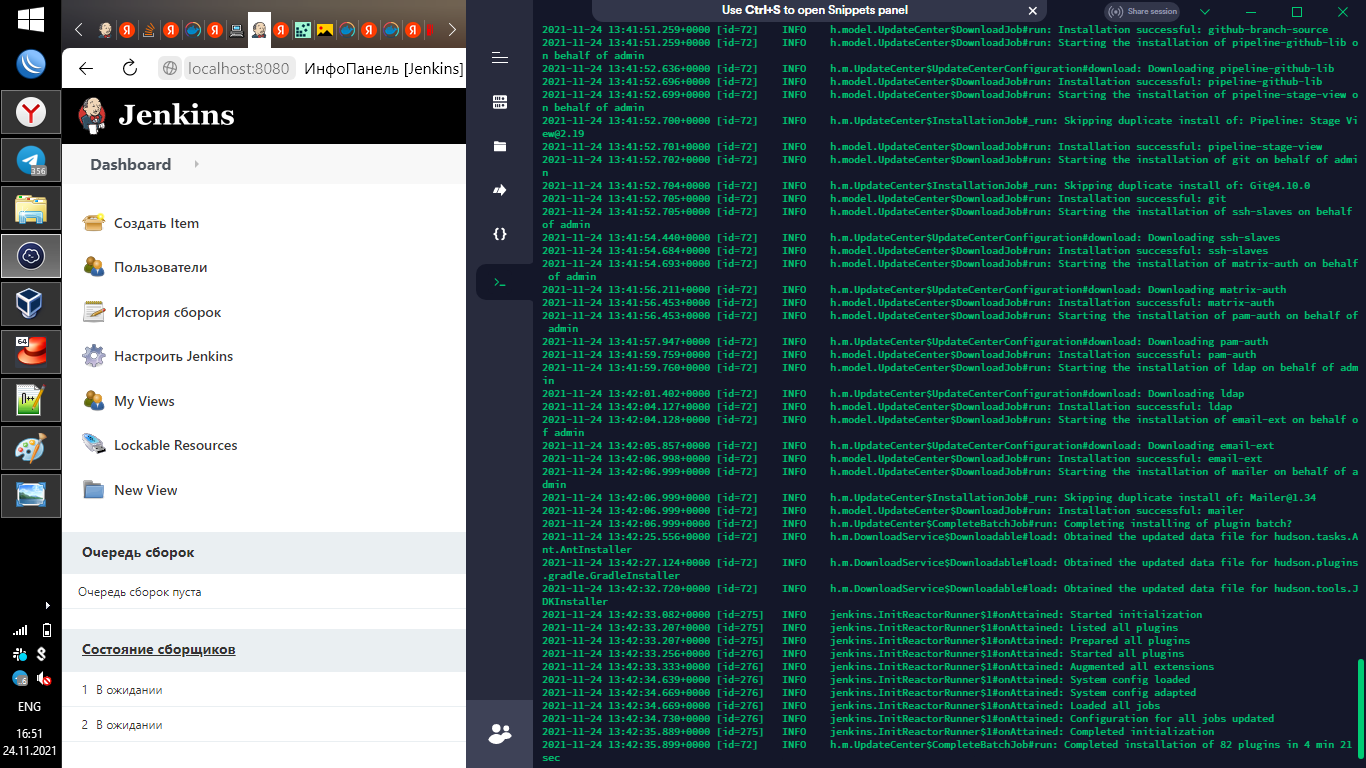 356
64
ENG
16:51
24.11.2021
localhost:8080
ИнфоПанель [Jenkins]
Jenkins
Dashboard
Создать Item
Пользователи
История сборок
Настроить Jenkins
My Views
Lockable Resources
New View
Очередь сборок
Очередь сборок пуста
Состояние сборщиков
1 В ожидании
2 В ожидании
Use Ctrl+S to open Snippets panel
Share session
2021-11-24 13:41:51.259+0000 [id=72] INFO h.model.UpdateCenter$DownloadJob#run: Installation successful: github-branch-source
2021-11-24 13:41:51.259+0000 [id=72] INFO h.model.UpdateCenter$DownloadJob#run: Starting the installation of pipeline-github-lib o
n behalf of admin
2021-11-24 13:41:52.636+0000 [id=72] INFO h.m.UpdateCenter$UpdateCenterConfiguration#download: Downloading pipeline-github-lib
2021-11-24 13:41:52.696+0000 [id=72] INFO h.model.UpdateCenter$DownloadJob#run: Installation successful: pipeline-github-lib
2021-11-24 13:41:52.699+0000 [id=72] INFO h.model.UpdateCenter$DownloadJob#run: Starting the installation of pipeline-stage-view o
n behalf of admin
2021-11-24 13:41:52.700+0000 [id=72] INFO h.m.UpdateCenter$InstallationJob#_run: Skipping duplicate install of: Pipeline: Stage Vi
ew@2.19
2021-11-24 13:41:52.701+0000 [id=72] INFO h.model.UpdateCenter$DownloadJob#run: Installation successful: pipeline-stage-view
2021-11-24 13:41:52.702+0000 [id=72] INFO h.model.UpdateCenter$DownloadJob#run: Starting the installation of git on behalf of admi
n
2021-11-24 13:41:52.704+0000 [id=72] INFO h.m.UpdateCenter$InstallationJob#_run: Skipping duplicate install of: Git@4.10.0
2021-11-24 13:41:52.705+0000 [id=72] INFO h.model.UpdateCenter$DownloadJob#run: Installation successful: git
2021-11-24 13:41:52.705+0000 [id=72] INFO h.model.UpdateCenter$DownloadJob#run: Starting the installation of ssh-slaves on behalf
of admin
2021-11-24 13:41:54.440+0000 [id=72] INFO h.m.UpdateCenter$UpdateCenterConfiguration#download: Downloading ssh-slaves
2021-11-24 13:41:54.684+0000 [id=72] INFO h.model.UpdateCenter$DownloadJob#run: Installation successful: ssh-slaves
2021-11-24 13:41:54.693+0000 [id=72] INFO h.model.UpdateCenter$DownloadJob#run: Starting the installation of matrix-auth on behalf
of admin
2021-11-24 13:41:56.211+0000 [id=72] INFO h.m.UpdateCenter$UpdateCenterConfiguration#download: Downloading matrix-auth
2021-11-24 13:41:56.453+0000 [id=72] INFO h.model.UpdateCenter$DownloadJob#run: Installation successful: matrix-auth
2021-11-24 13:41:56.453+0000 [id=72] INFO h.model.UpdateCenter$DownloadJob#run: Starting the installation of pam-auth on behalf of
admin
2021-11-24 13:41:57.947+0000 [id=72] INFO h.m.UpdateCenter$UpdateCenterConfiguration#download: Downloading pam-auth
2021-11-24 13:41:59.759+0000 [id=72] INFO h.model.UpdateCenter$DownloadJob#run: Installation successful: pam-auth
2021-11-24 13:41:59.760+0000 [id=72] INFO h.model.UpdateCenter$DownloadJob#run: Starting the installation of ldap on behalf of adm
in
2021-11-24 13:42:01.402+0000 [id=72] INFO h.m.UpdateCenter$UpdateCenterConfiguration#download: Downloading ldap
2021-11-24 13:42:04.127+0000 [id=72] INFO h.model.UpdateCenter$DownloadJob#run: Installation successful: ldap
2021-11-24 13:42:04.128+0000 [id=72] INFO h.model.UpdateCenter$DownloadJob#run: Starting the installation of email-ext on behalf o
f admin
2021-11-24 13:42:05.857+0000 [id=72] INFO h.m.UpdateCenter$UpdateCenterConfiguration#download: Downloading email-ext
2021-11-24 13:42:06.998+0000 [id=72] INFO h.model.UpdateCenter$DownloadJob#run: Installation successful: email-ext
2021-11-24 13:42:06.999+0000 [id=72] INFO h.model.UpdateCenter$DownloadJob#run: Starting the installation of mailer on behalf of a
dmin
2021-11-24 13:42:06.999+0000 [id=72] INFO h.m.UpdateCenter$InstallationJob#_run: Skipping duplicate install of: Mailer@1.34
2021-11-24 13:42:06.999+0000 [id=72] INFO h.model.UpdateCenter$DownloadJob#run: Installation successful: mailer
2021-11-24 13:42:06.999+0000 [id=72] INFO h.m.UpdateCenter$CompleteBatchJob#run: Completing installing of plugin batch?
2021-11-24 13:42:25.556+0000 [id=72] INFO h.m.DownloadService$Downloadable#load: Obtained the updated data file for hudson.tasks.A
nt.AntInstaller
2021-11-24 13:42:27.124+0000 [id=72] INFO h.m.DownloadService$Downloadable#load: Obtained the updated data file for hudson.plugins
.gradle.GradleInstaller
2021-11-24 13:42:32.720+0000 [id=72] INFO h.m.DownloadService$Downloadable#load: Obtained the updated data file for hudson.tools.J
DKInstaller
2021-11-24 13:42:33.082+0000 [id=275] INFO jenkins.InitReactorRunner$1#onAttained: Started initialization
2021-11-24 13:42:33.207+0000 [id=275] INFO jenkins.InitReactorRunner$1#onAttained: Listed all plugins
2021-11-24 13:42:33.207+0000 [id=275] INFO jenkins.InitReactorRunner$1#onAttained: Prepared all plugins
2021-11-24 13:42:33.256+0000 [id=276] INFO jenkins.InitReactorRunner$1#onAttained: Started all plugins
2021-11-24 13:42:33.333+0000 [id=276] INFO jenkins.InitReactorRunner$1#onAttained: Augmented all extensions
2021-11-24 13:42:34.639+0000 [id=276] INFO jenkins.InitReactorRunner$1#onAttained: System config loaded
2021-11-24 13:42:34.669+0000 [id=276] INFO jenkins.InitReactorRunner$1#onAttained: System config adapted
2021-11-24 13:42:34.669+0000 [id=276] INFO jenkins.InitReactorRunner$1#onAttained: Loaded all jobs
2021-11-24 13:42:34.730+0000 [id=276] INFO jenkins.InitReactorRunner$1#onAttained: Configuration for all jobs updated
2021-11-24 13:42:35.889+0000 [id=275] INFO jenkins.InitReactorRunner$1#onAttained: Completed initialization
2021-11-24 13:42:35.899+0000 [id=72] INFO h.m.UpdateCenter$CompleteBatchJob#run: Completed installation of 82 plugins in 4 min 21
sec